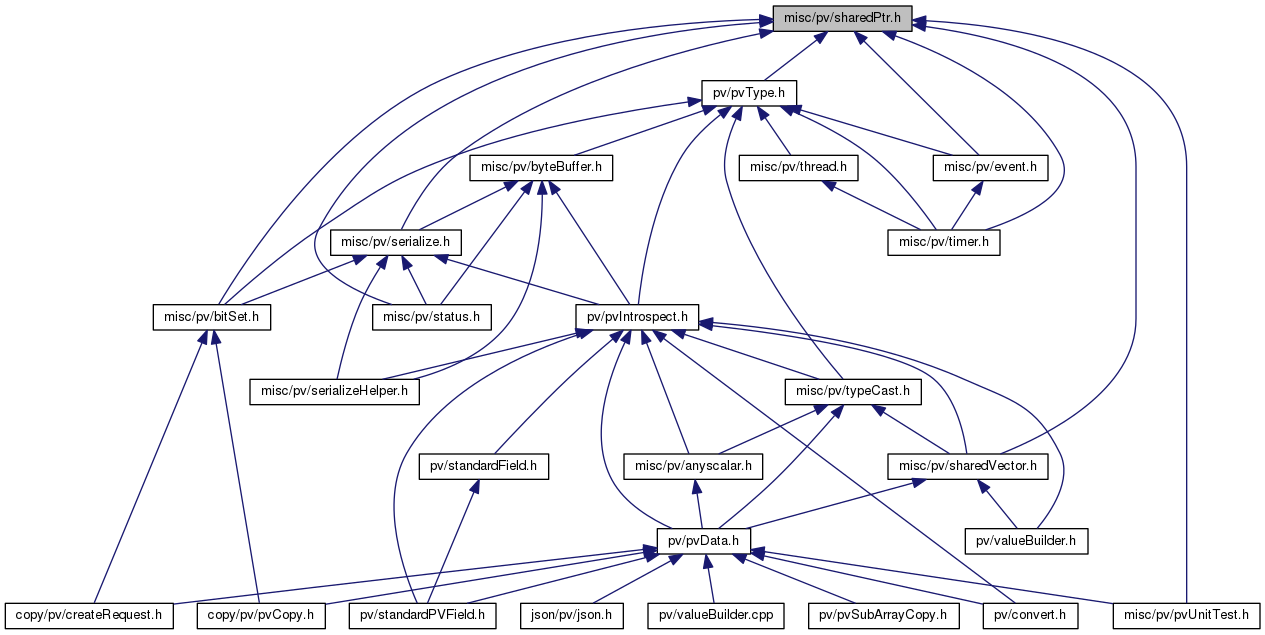 misc/pv/sharedPtr.h
pv/pvType.h
misc/pv/byteBuffer.h
misc/pv/thread.h
misc/pv/event.h
misc/pv/serialize.h
misc/pv/timer.h
misc/pv/bitSet.h
misc/pv/status.h
pv/pvIntrospect.h
misc/pv/serializeHelper.h
misc/pv/typeCast.h
pv/standardField.h
misc/pv/anyscalar.h
misc/pv/sharedVector.h
pv/pvData.h
pv/valueBuilder.h
copy/pv/createRequest.h
copy/pv/pvCopy.h
pv/standardPVField.h
json/pv/json.h
pv/valueBuilder.cpp
pv/pvSubArrayCopy.h
pv/convert.h
misc/pv/pvUnitTest.h